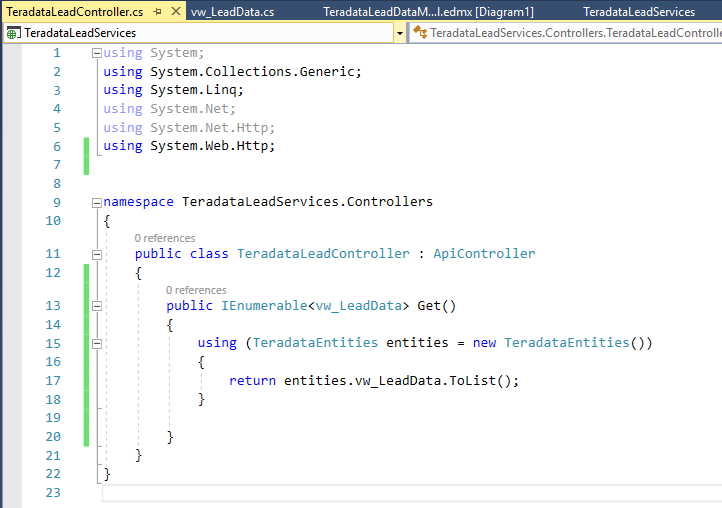 TeradataLeadController.cs vw_LeadData.cs TeradataLeadDataM...l.edmx [Diagram1] TeradataLeadServices
TeradataLeadServices TeradataLeadServices.Controllers.TeradataLeadControlle
1 using System;
2 using System.Collections.Generic;
3 using System.Linq;
4 using System.Net;
5 using System.Net.Http;
6 using System.Web.Http;
7
8
9 namespace TeradataLeadServices.Controllers
10 {
0 references
11 public class TeradataLeadController : ApiController
12 {
0 references
13 public IEnumerable<vw_LeadData> Get()
14 {
15 using (TeradataEntities entities = new TeradataEntities())
16 {
17 return entities.vw_LeadData.ToList();
18 }
19
20 }
21 }
22 }
23